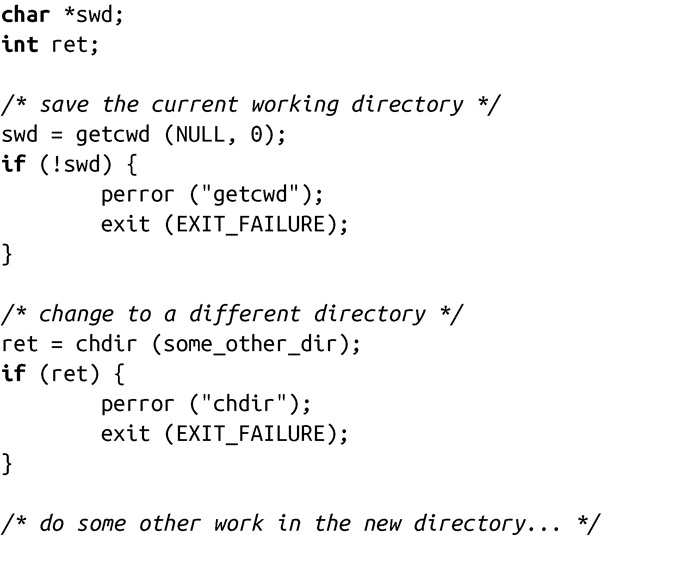 char *swd;
int ret;

/* save the current working directory */
swd = getcwd (NULL, 0);
if (!swd) {
        perror ("getcwd");
        exit (EXIT_FAILURE);
}

/* change to a different directory */
ret = chdir (some_other_dir);
if (ret) {
        perror ("chdir");
        exit (EXIT_FAILURE);
}

/* do some other work in the new directory... */